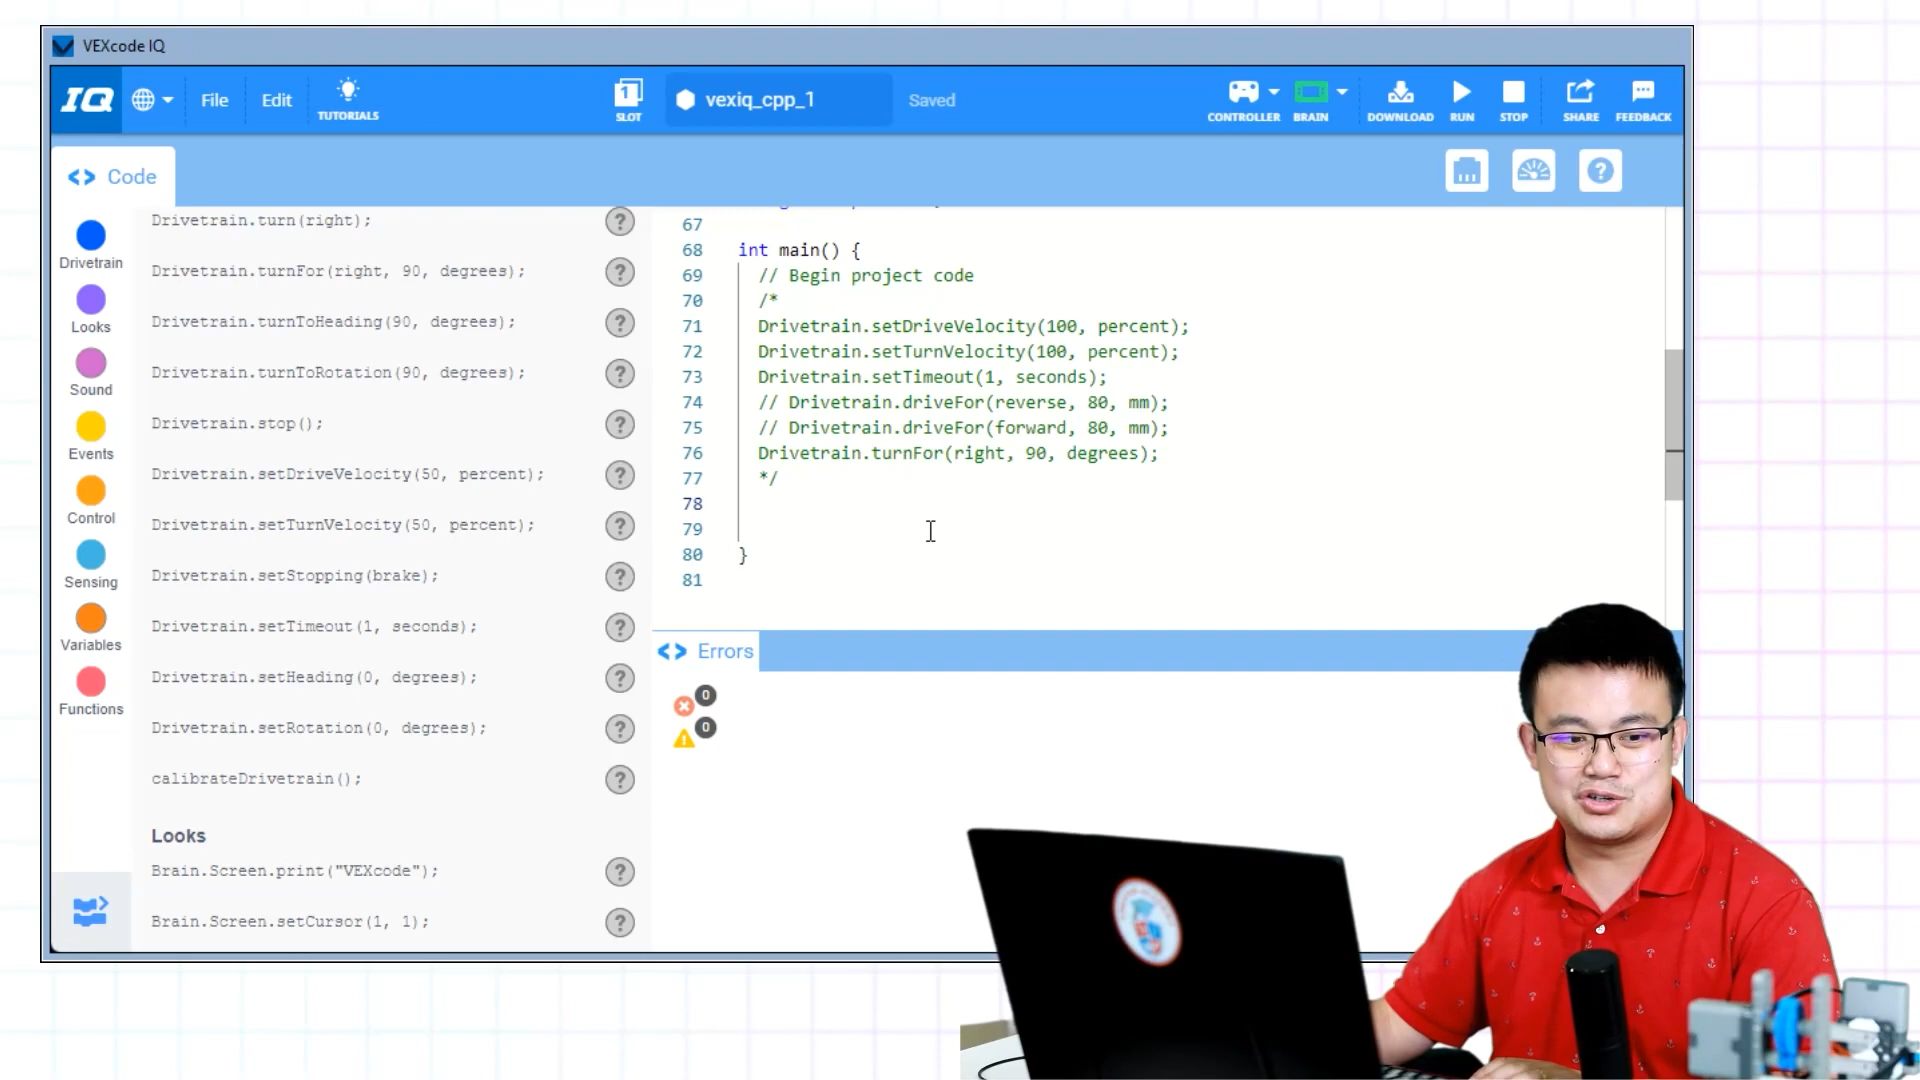 VEXcode IQ
IQ
File
Edit
TUTORIALS
1
SLOT
vexiq_cpp_1
Saved
CONTROLLER
BRAIN
DOWNLOAD
RUN
STOP
SHARE
FEEDBACK
<> Code
Drivetrain
Looks
Sound
Events
Control
Sensing
Variables
Functions
Drivetrain.turn(right);
?
Drivetrain.turnFor(right, 90, degrees);
?
Drivetrain.turnToHeading(90, degrees);
?
Drivetrain.turnToRotation(90, degrees);
?
Drivetrain.stop();
?
Drivetrain.setDriveVelocity(50, percent);
?
Drivetrain.setTurnVelocity(50, percent);
?
Drivetrain.setStopping(brake);
?
Drivetrain.setTimeout(1, seconds);
?
Drivetrain.setHeading(0, degrees);
?
Drivetrain.setRotation(0, degrees);
?
calibrateDrivetrain();
?
Looks
Brain.Screen.print("VEXcode");
?
Brain.Screen.setCursor(1, 1);
?
?
67
68 int main() {
69 // Begin project code
70 /*
71 Drivetrain.setDriveVelocity(100, percent);
72 Drivetrain.setTurnVelocity(100, percent);
73 Drivetrain.setTimeout(1, seconds);
74 // Drivetrain.driveFor(reverse, 80, mm);
75 // Drivetrain.driveFor(forward, 80, mm);
76 Drivetrain.turnFor(right, 90, degrees);
77 */
78
79
80 }
81
<> Errors
0
0